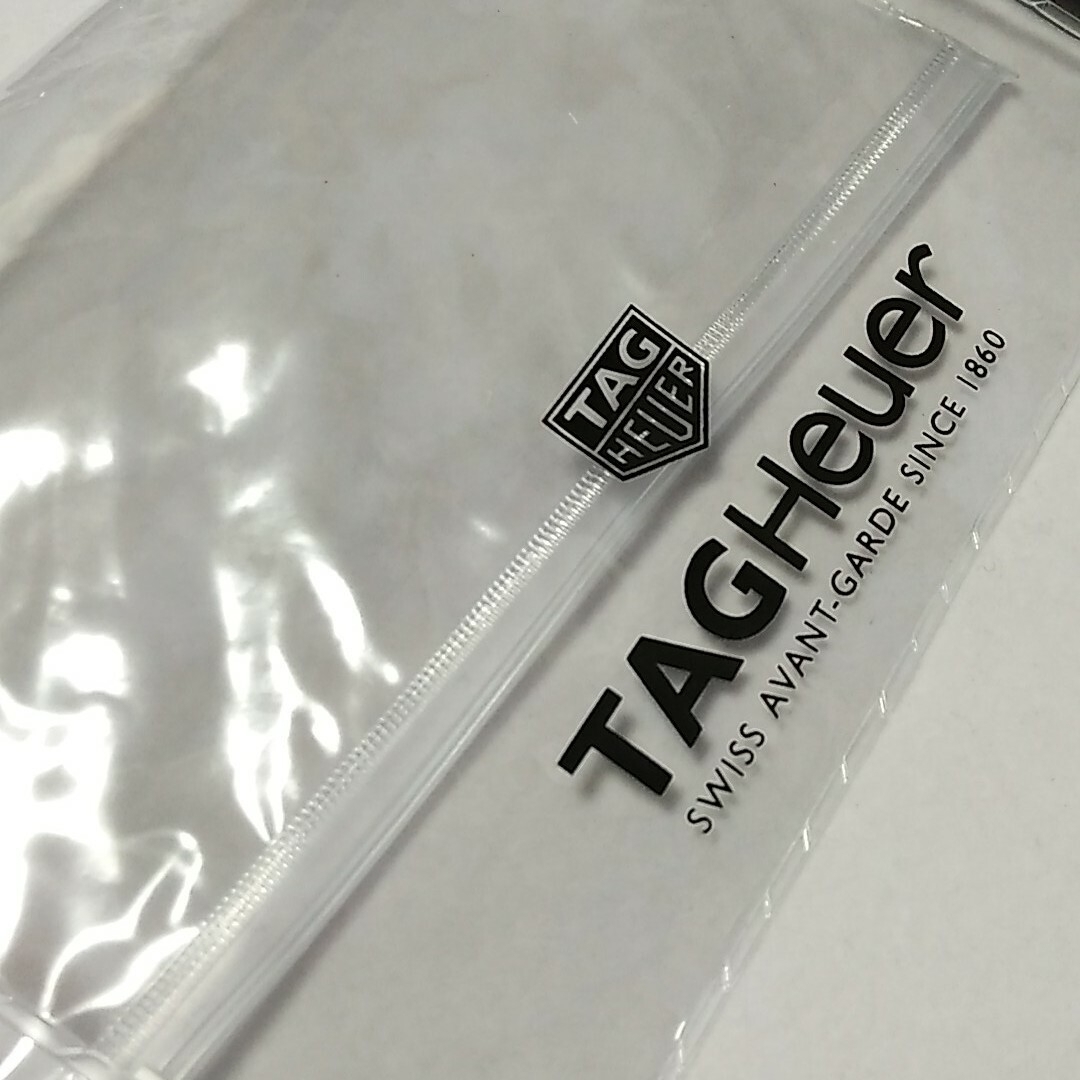 TAG
HEUER
TAGHeuer
SWISS AVANT-GARDE SINCE 1860